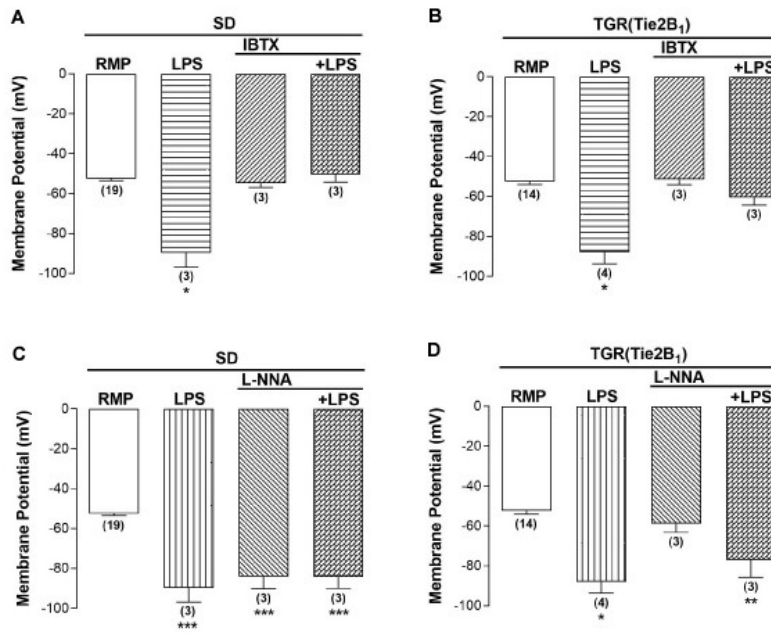 A
SD
IBTX
RMP LPS +LPS
Membrane Potential (mV)
0
-20
-40
-60
-80
-100
(19)
(3)
*
(3)
(3)
B
TGR(Tie2B1)
IBTX
RMP LPS +LPS
Membrane Potential (mV)
0
-20
-40
-60
-80
-100
(14)
(4)
*
(3)
(3)
C
SD
L-NNA
RMP LPS +LPS
Membrane Potential (mV)
0
-20
-40
-60
-80
-100
(19)
(3)
***
(3)
***
(3)
***
D
TGR(Tie2B1)
L-NNA
RMP LPS +LPS
Membrane Potential (mV)
0
-20
-40
-60
-80
-100
(14)
(4)
*
(3)
(3)
**